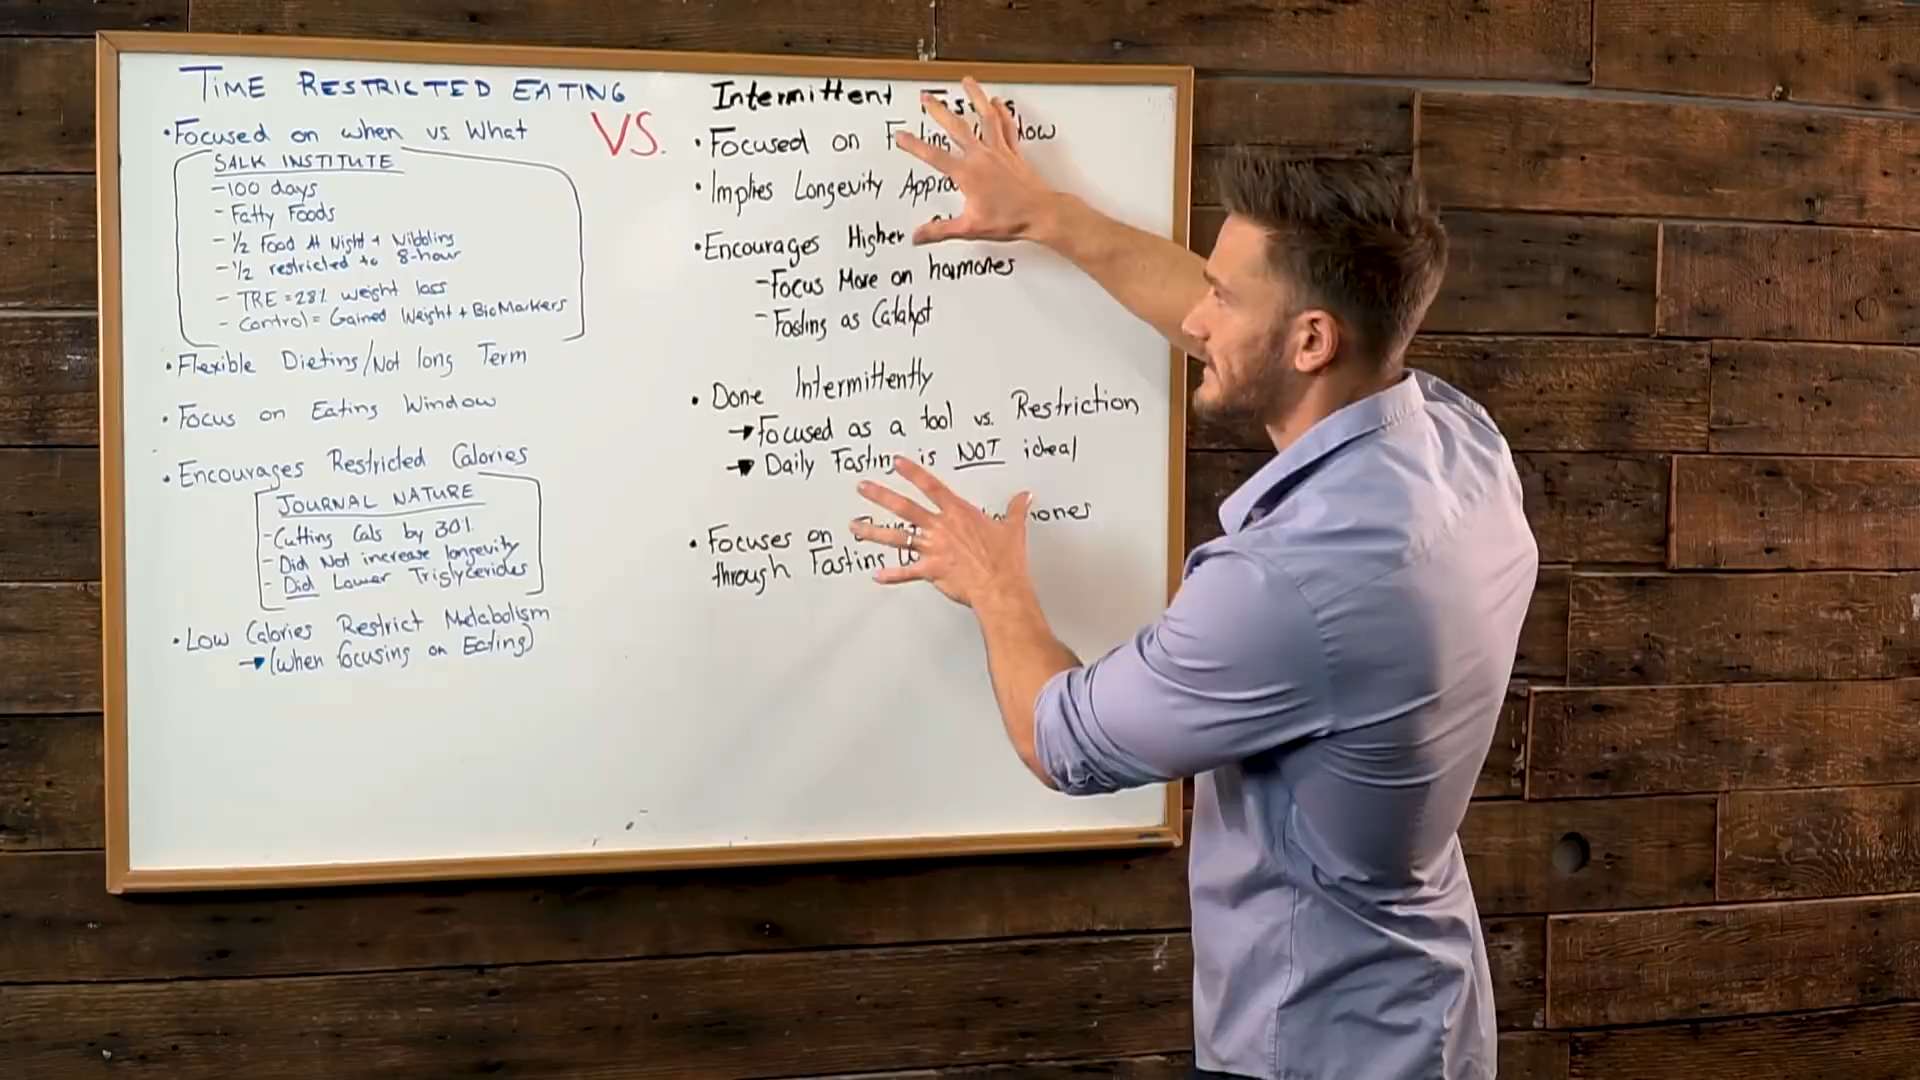 TIME RESTRICTED EATING
• Focused on when vs What
SALK INSTITUTE
- 100 days
- Fatty Foods
- 1/2 Food At Night + Nibbling
- 1/2 restricted to 8-hour
- TRE = 28% weight loss
- Control = Gained Weight + BioMarkers
• Flexible Dieting/Not long Term
• Focus on Eating Window
• Encourages Restricted Calories
JOURNAL NATURE
- Cutting Cals by 30%
- Did Not increase longevity
- Did Lower Triglycerides
• Low Calories Restrict Metabolism
→ (when focusing on Eating)
VS.
Intermittent
• Focused on
• Implies Longevity
• Encourages Higher
- Focus More on hormones
- Fasting as Catalyst
• Done Intermittently
→ Focused as a tool vs. Restriction
→ Daily Fasting is NOT ideal
• Focuses on
through Fasting